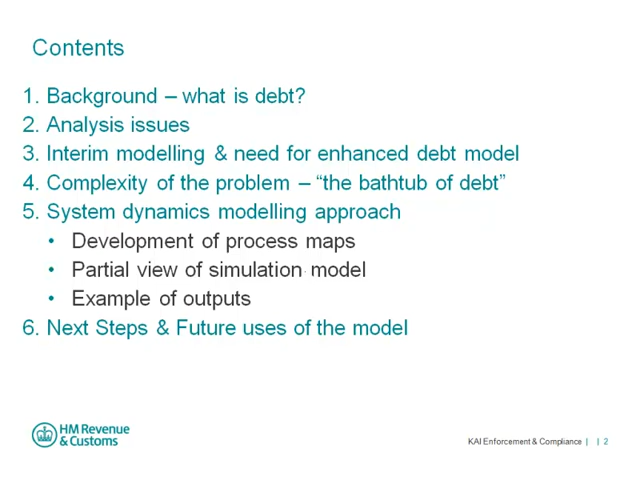 Contents
1. Background – what is debt?
2. Analysis issues
3. Interim modelling & need for enhanced debt model
4. Complexity of the problem – “the bathtub of debt”
5. System dynamics modelling approach
• Development of process maps
• Partial view of simulation model
• Example of outputs
6. Next Steps & Future uses of the model
HM Revenue
& Customs
KAI Enforcement & Compliance | | 2